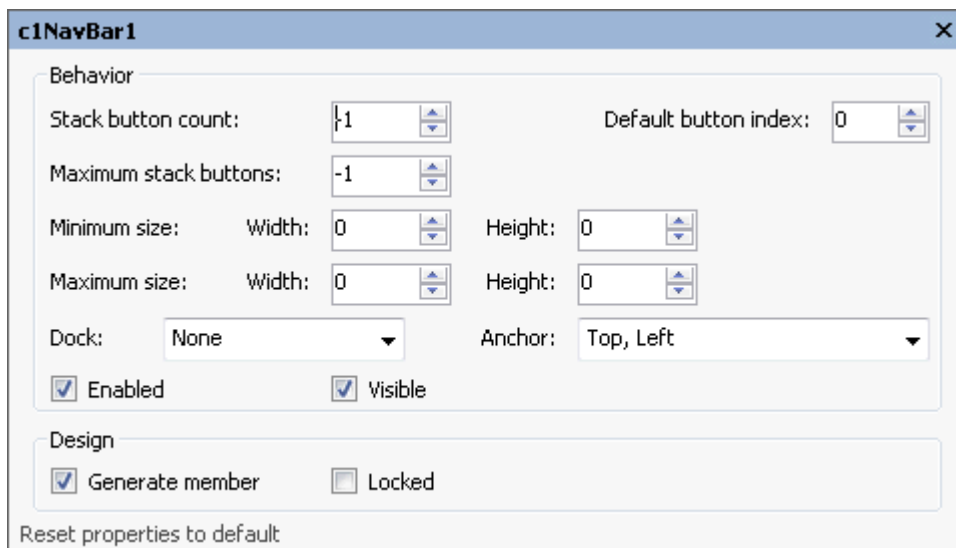 c1NavBar1
Behavior
Stack button count: -1 Default button index: 0
Maximum stack buttons: -1
Minimum size: Width: 0 Height: 0
Maximum size: Width: 0 Height: 0
Dock: None Anchor: Top, Left
Enabled Visible
Design
Generate member Locked
Reset properties to default